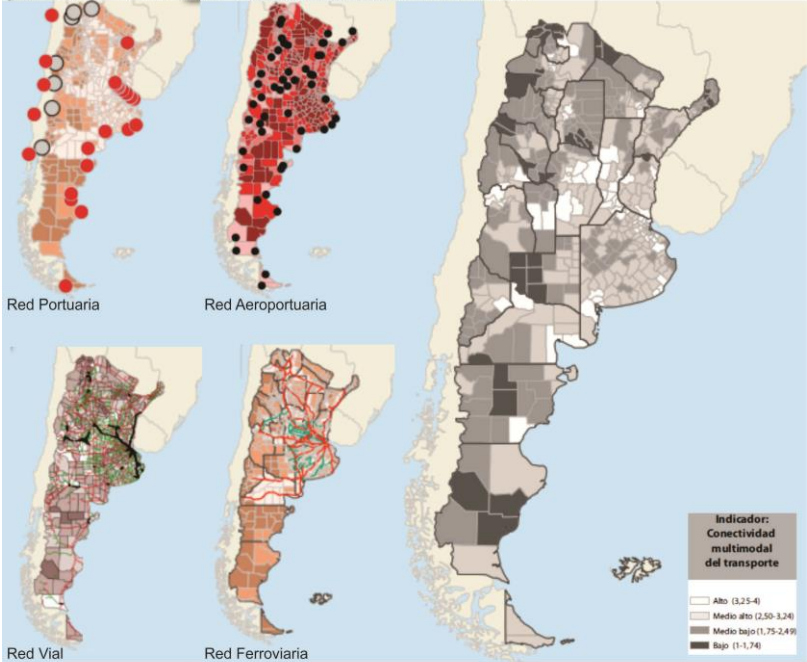 Red Portuaria
Red Aeroportuaria
Red Vial
Red Ferroviaria
Indicador:
Conectividad
multimodal
del transporte
Alto (3,25-4)
Medio alto (2,50-3,24)
Medio bajo (1,75-2,49)
Bajo (1-1,74)